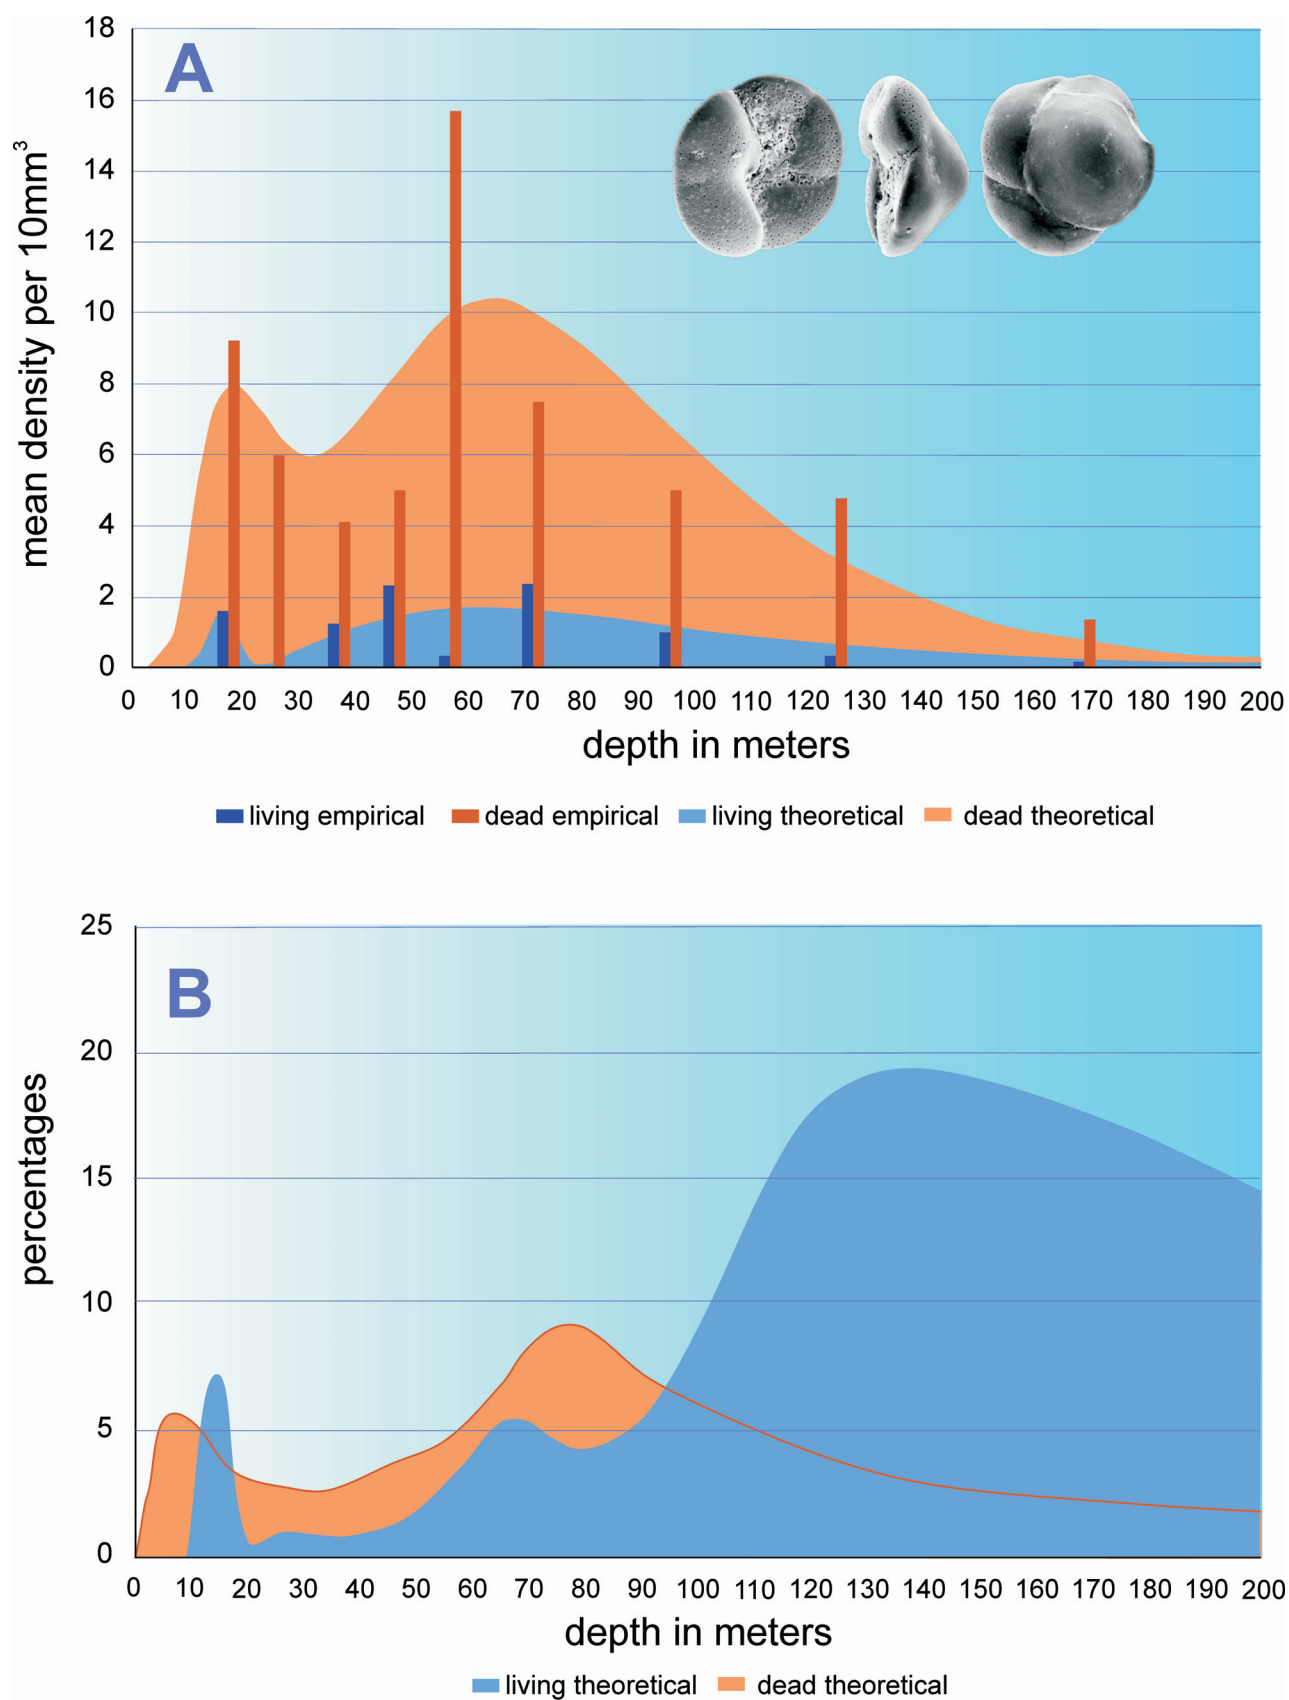 A
18
16
14
12
10
8
6
4
2
0
mean density per 10mm³
0 10 20 30 40 50 60 70 80 90 100 110 120 130 140 150 160 170 180 190 200
depth in meters
living empirical dead empirical living theoretical dead theoretical
B
25
20
15
10
5
0
percentages
0 10 20 30 40 50 60 70 80 90 100 110 120 130 140 150 160 170 180 190 200
depth in meters
living theoretical dead theoretical